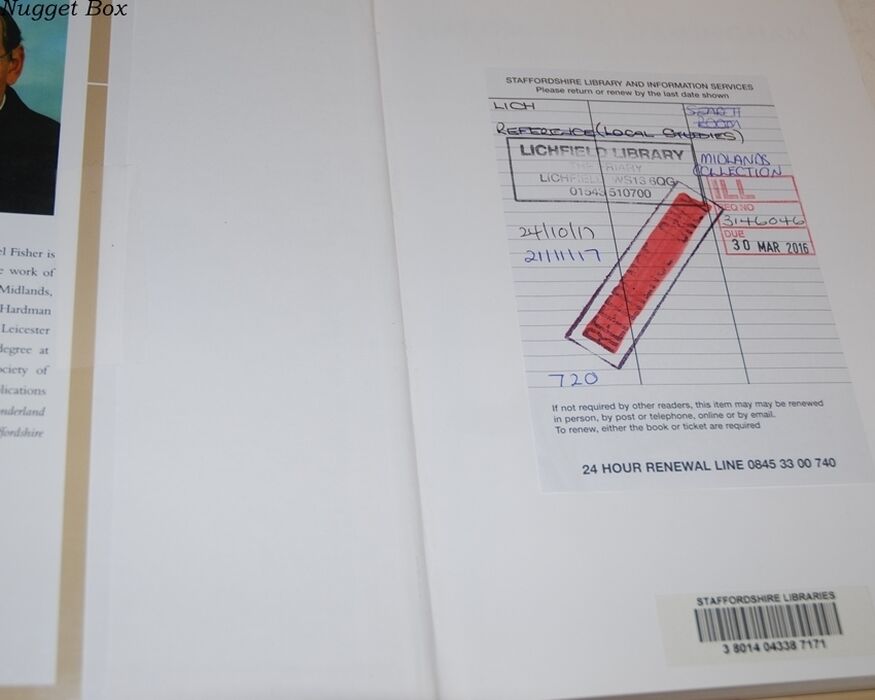 Nugget Box
el Fisher is
e work of
Midlands,
Hardman
Leicester
degree at
ociety of
lications
nderland
ffordshire
STAFFORDSHIRE LIBRARY AND INFORMATION SERVICES
Please return or renew by the last date shown
LICH
ROOM
REFERENCE (LOCAL STUDIES)
LICHFIELD LIBRARY
THE FRIARY
LICHFIELD WS13 6QG
01543 510700
MIDLANDS
COLLECTION
ILL
REQ NO
3146046
DUE
30 MAR 2016
24/10/17
21/11/17
720
If not required by other readers, this item may may be renewed
in person, by post or telephone, online or by email.
To renew, either the book or ticket are required
24 HOUR RENEWAL LINE 0845 33 00 740
STAFFORDSHIRE LIBRARIES
3 8014 04338 7171